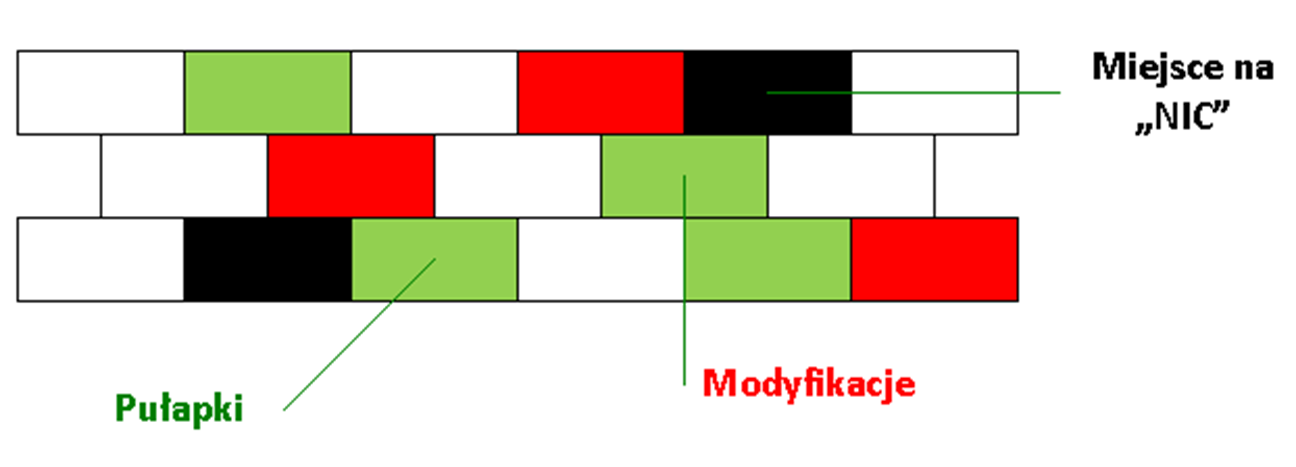 Miejsce na
„NIC”
Modyfikacje
Pułapki